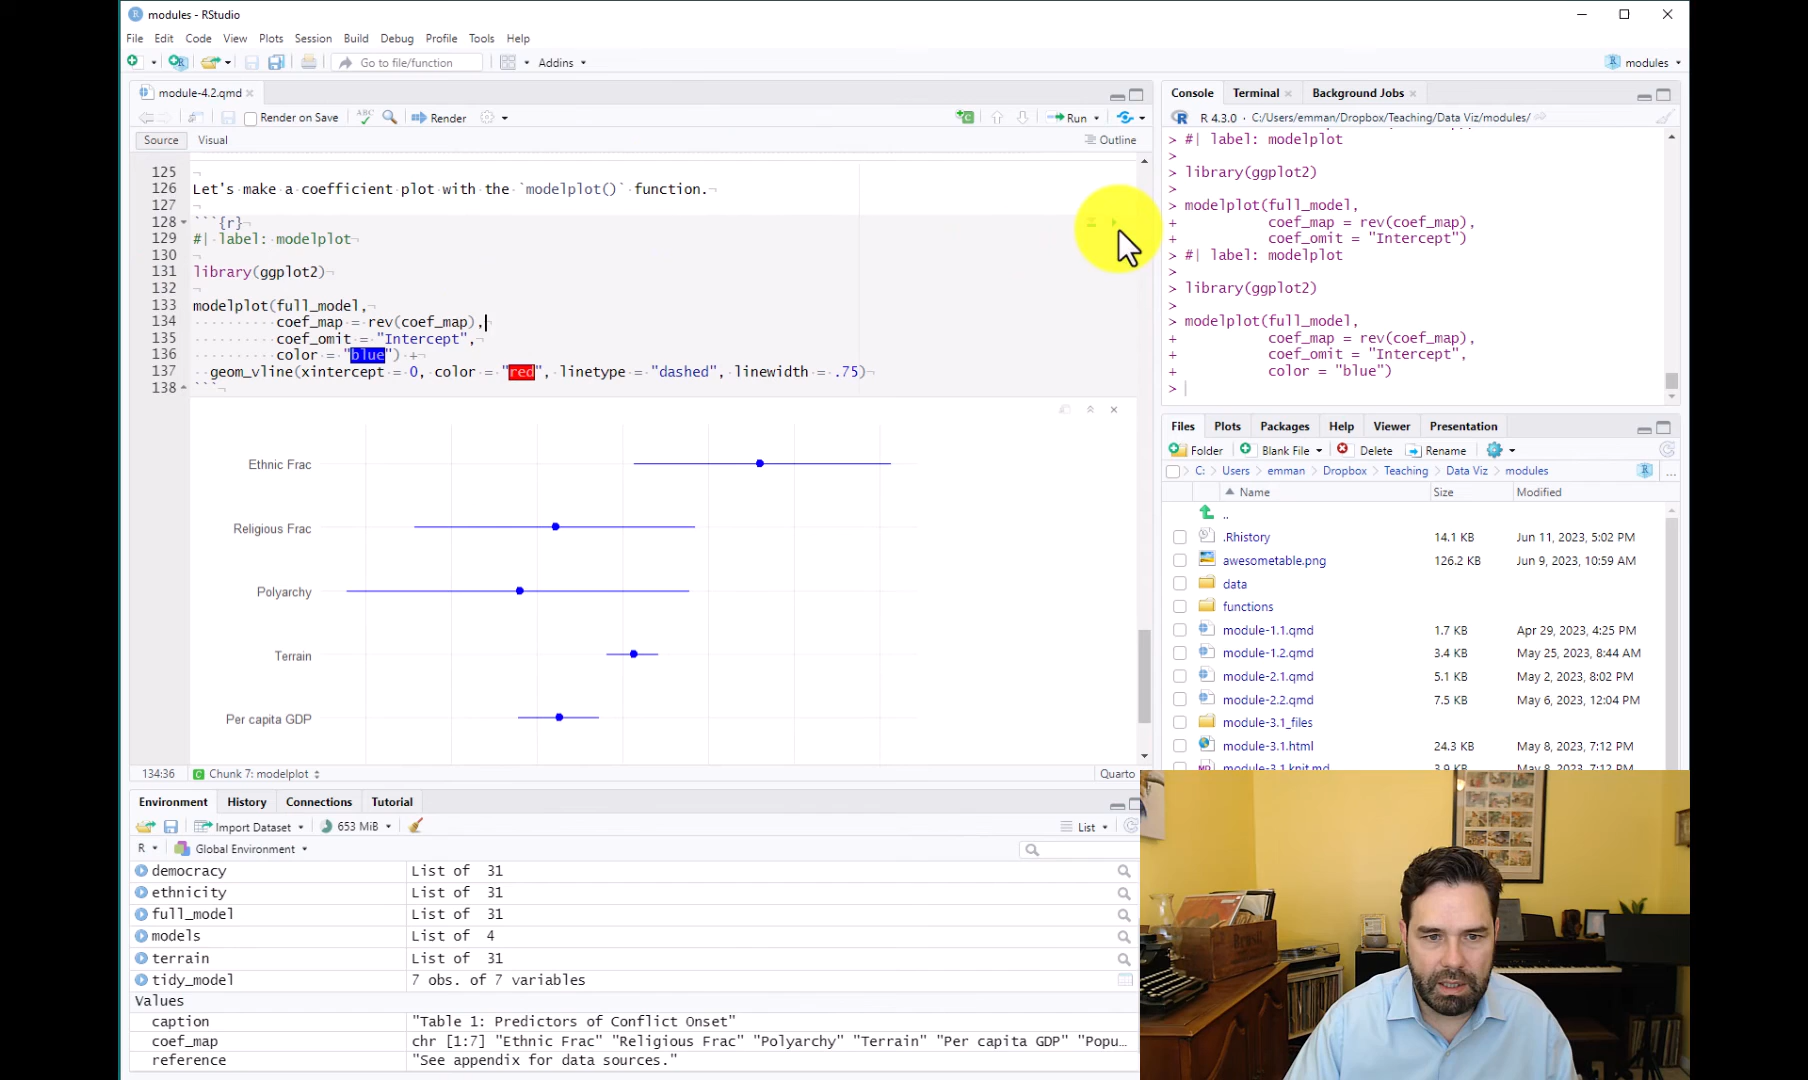 modules - RStudio
File Edit Code View Plots Session Build Debug Profile Tools Help
Go to file/function Addins modules
module-4.2.qmd
Render on Save Render Run
Source Visual Outline
125
126 Let's make a coefficient plot with the `modelplot()` function.
127
128 ```{r}
129 #| label: modelplot
130
131 library(ggplot2)
132
133 modelplot(full_model,
134 coef_map = rev(coef_map),
135 coef_omit = "Intercept",
136 color = "blue") +
137 geom_vline(xintercept = 0, color = "red", linetype = "dashed", linewidth = .75)
138 ```
Ethnic Frac
Religious Frac
Polyarchy
Terrain
Per capita GDP
134:36 Chunk 7: modelplot Quarto
Environment History Connections Tutorial
Import Dataset 653 MiB List
R Global Environment
democracy List of 31
ethnicity List of 31
full_model List of 31
models List of 4
terrain List of 31
tidy_model 7 obs. of 7 variables
Values
caption "Table 1: Predictors of Conflict Onset"
coef_map chr [1:7] "Ethnic Frac" "Religious Frac" "Polyarchy" "Terrain" "Per capita GDP" "Popu…
reference "See appendix for data sources."
Console Terminal Background Jobs
R 4.3.0 · C:/Users/emman/Dropbox/Teaching/Data Viz/modules/
> #| label: modelplot
>
> library(ggplot2)
>
> modelplot(full_model,
+ coef_map = rev(coef_map),
+ coef_omit = "Intercept")
> #| label: modelplot
>
> library(ggplot2)
>
> modelplot(full_model,
+ coef_map = rev(coef_map),
+ coef_omit = "Intercept",
+ color = "blue")
>
Files Plots Packages Help Viewer Presentation
Folder Blank File Delete Rename
C: Users emman Dropbox Teaching Data Viz modules ...
Name Size Modified
..
.Rhistory 14.1 KB Jun 11, 2023, 5:02 PM
awesometable.png 126.2 KB Jun 9, 2023, 10:59 AM
data
functions
module-1.1.qmd 1.7 KB Apr 29, 2023, 4:25 PM
module-1.2.qmd 3.4 KB May 25, 2023, 8:44 AM
module-2.1.qmd 5.1 KB May 2, 2023, 8:02 PM
module-2.2.qmd 7.5 KB May 6, 2023, 12:04 PM
module-3.1_files
module-3.1.html 24.3 KB May 8, 2023, 7:12 PM
module-3.1.knit.md 3.9 KB May 8, 2023, 7:12 PM